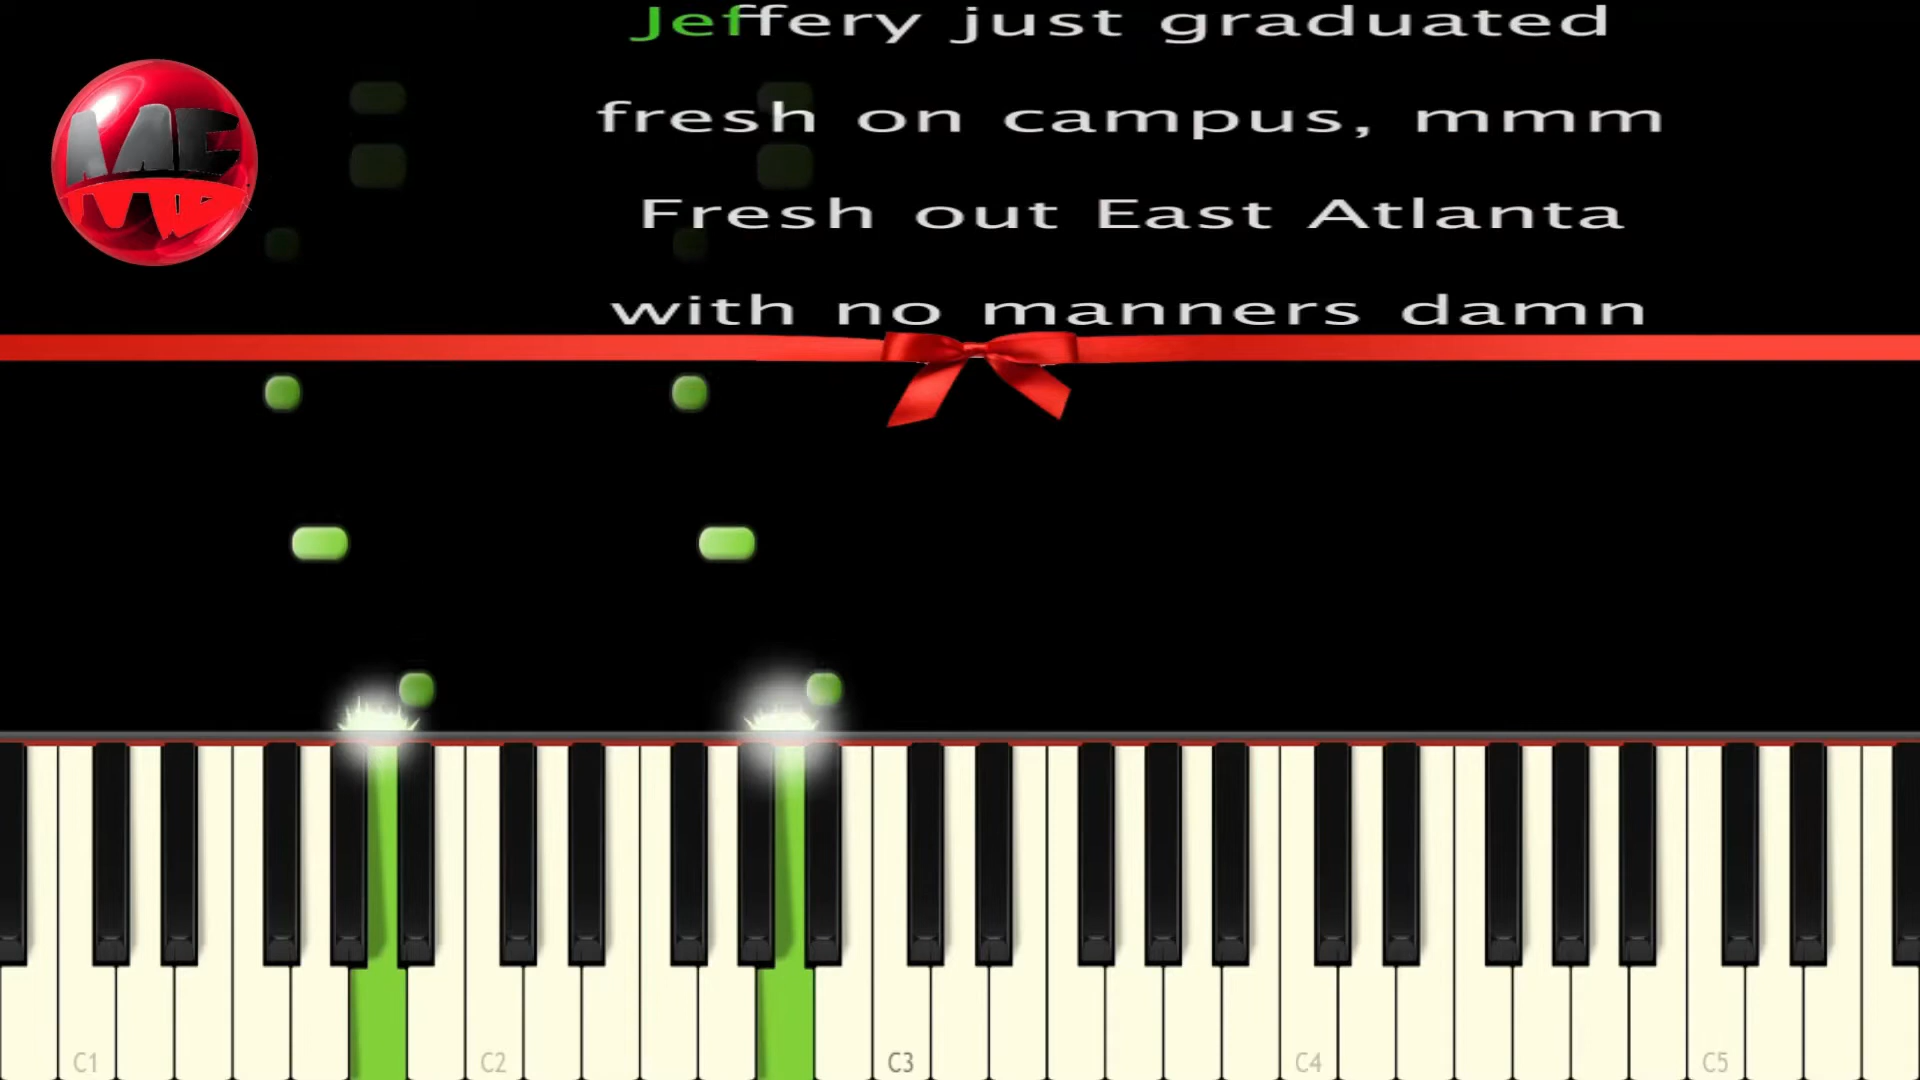 Jeffery just graduated
fresh on campus, mmm
Fresh out East Atlanta
with no manners damn
ME
C1 C2 C3 C4 C5